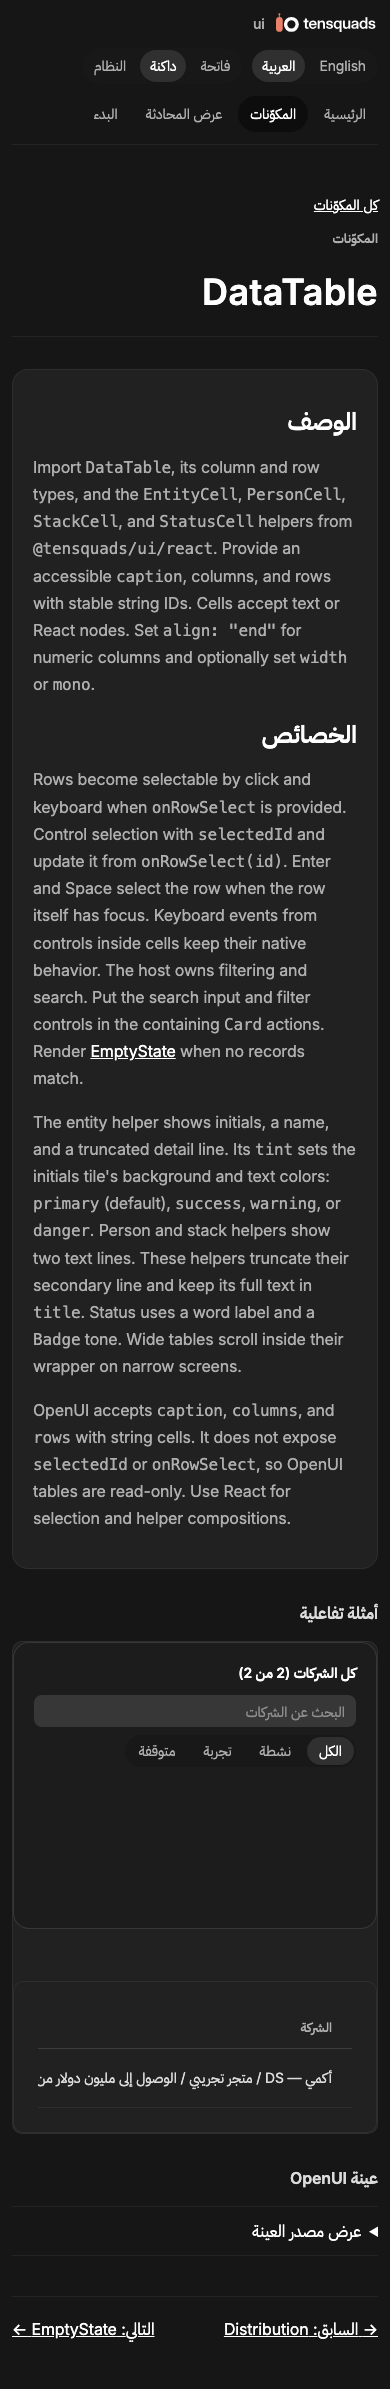 tensquads ui
English العربية فاتحة داكنة النظام
الرئيسية المكوّنات عرض المحادثة البدء
كل المكوّنات
المكوّنات
DataTable
الوصف
Import DataTable, its column and row
types, and the EntityCell, PersonCell,
StackCell, and StatusCell helpers from
@tensquads/ui/react. Provide an
accessible caption, columns, and rows
with stable string IDs. Cells accept text or
React nodes. Set align: "end" for
numeric columns and optionally set width
or mono.
الخصائص
Rows become selectable by click and
keyboard when onRowSelect is provided.
Control selection with selectedId and
update it from onRowSelect(id). Enter
and Space select the row when the row
itself has focus. Keyboard events from
controls inside cells keep their native
behavior. The host owns filtering and
search. Put the search input and filter
controls in the containing Card actions.
Render EmptyState when no records
match.
The entity helper shows initials, a name,
and a truncated detail line. Its tint sets the
initials tile's background and text colors:
primary (default), success, warning, or
danger. Person and stack helpers show
two text lines. These helpers truncate their
secondary line and keep its full text in
title. Status uses a word label and a
Badge tone. Wide tables scroll inside their
wrapper on narrow screens.
OpenUI accepts caption, columns, and
rows with string cells. It does not expose
selectedId or onRowSelect, so OpenUI
tables are read-only. Use React for
selection and helper compositions.
أمثلة تفاعلية
كل الشركات (2 من 2)
البحث عن الشركات
الكل نشطة تجربة متوقفة
الشركة
أكمي — DS / متجر تجريبي / الوصول إلى مليون دولار من
عينة OpenUI
◀ عرض مصدر العينة
→ السابق: Distribution
التالي: EmptyState ←